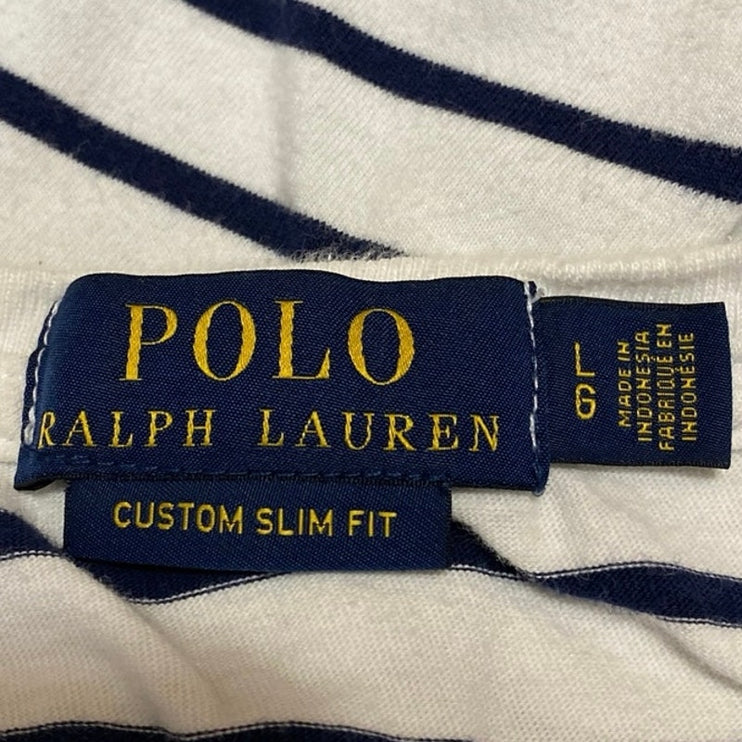 POLO
RALPH LAUREN
CUSTOM SLIM FIT
L
G
MADE IN
INDONESIA
FABRIQUÉ EN
INDONÉSIE